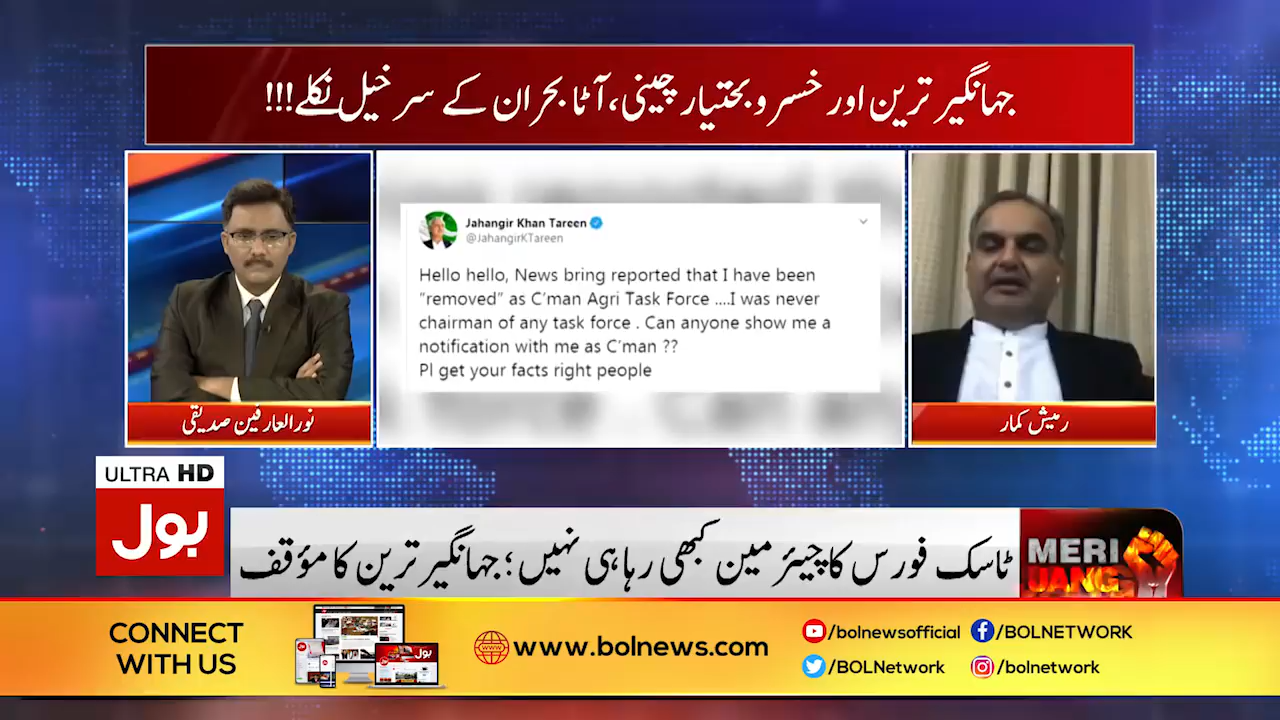 جہانگیر ترین اور خسرو بختیار چینی، آٹا بحران کے سرخیل نکلے!!!
Jahangir Khan Tareen
@JahangirKTareen
Hello hello, News bring reported that I have been
"removed" as C'man Agri Task Force ....I was never
chairman of any task force . Can anyone show me a
notification with me as C'man ??
Pl get your facts right people
نورالعارفین صدیقی
رمیش کمار
ULTRA HD
بول
ٹاسک فورس کا چیئرمین کبھی رہا ہی نہیں؛ جہانگیر ترین کا مؤقف
MERI
JANG
CONNECT
WITH US
www.bolnews.com
/bolnewsofficial
/BOLNETWORK
/BOLNetwork
/bolnetwork